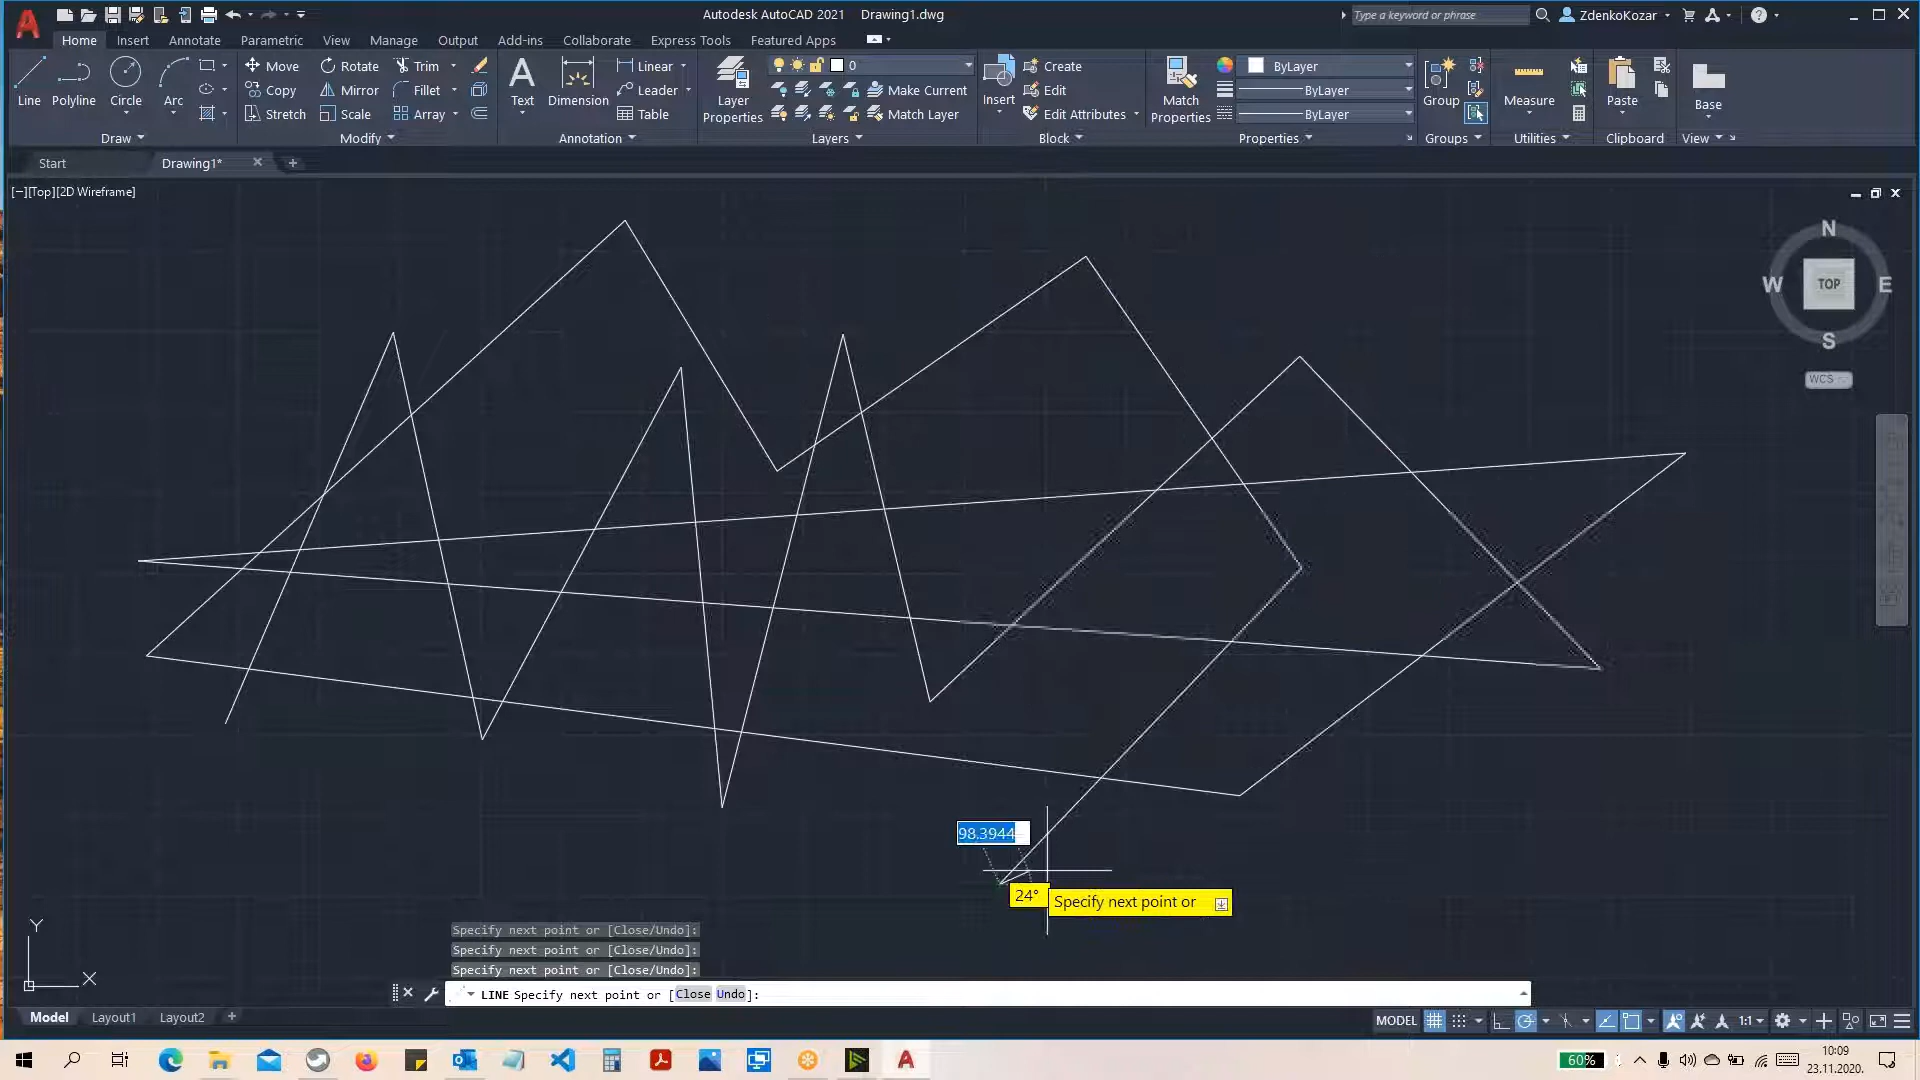 Autodesk AutoCAD 2021 Drawing1.dwg
Type a keyword or phrase
ZdenkoKozar
Home Insert Annotate Parametric View Manage Output Add-ins Collaborate Express Tools Featured Apps
Line Polyline Circle Arc
Move Rotate Trim
Copy Mirror Fillet
Stretch Scale Array
Text Dimension
Linear
Leader
Table
Layer Properties
0
Make Current
Match Layer
Insert
Create
Edit
Edit Attributes
Match Properties
ByLayer
ByLayer
ByLayer
Group Measure Paste Base
Draw Modify Annotation Layers Block Properties Groups Utilities Clipboard View
Start Drawing1*
[−][Top][2D Wireframe]
N
W TOP E
S
WCS
98.3944
24° Specify next point or
Y
X
Specify next point or [Close/Undo]:
Specify next point or [Close/Undo]:
Specify next point or [Close/Undo]:
LINE Specify next point or [Close Undo]:
Model Layout1 Layout2
MODEL 1:1
60%
10:09
23.11.2020.